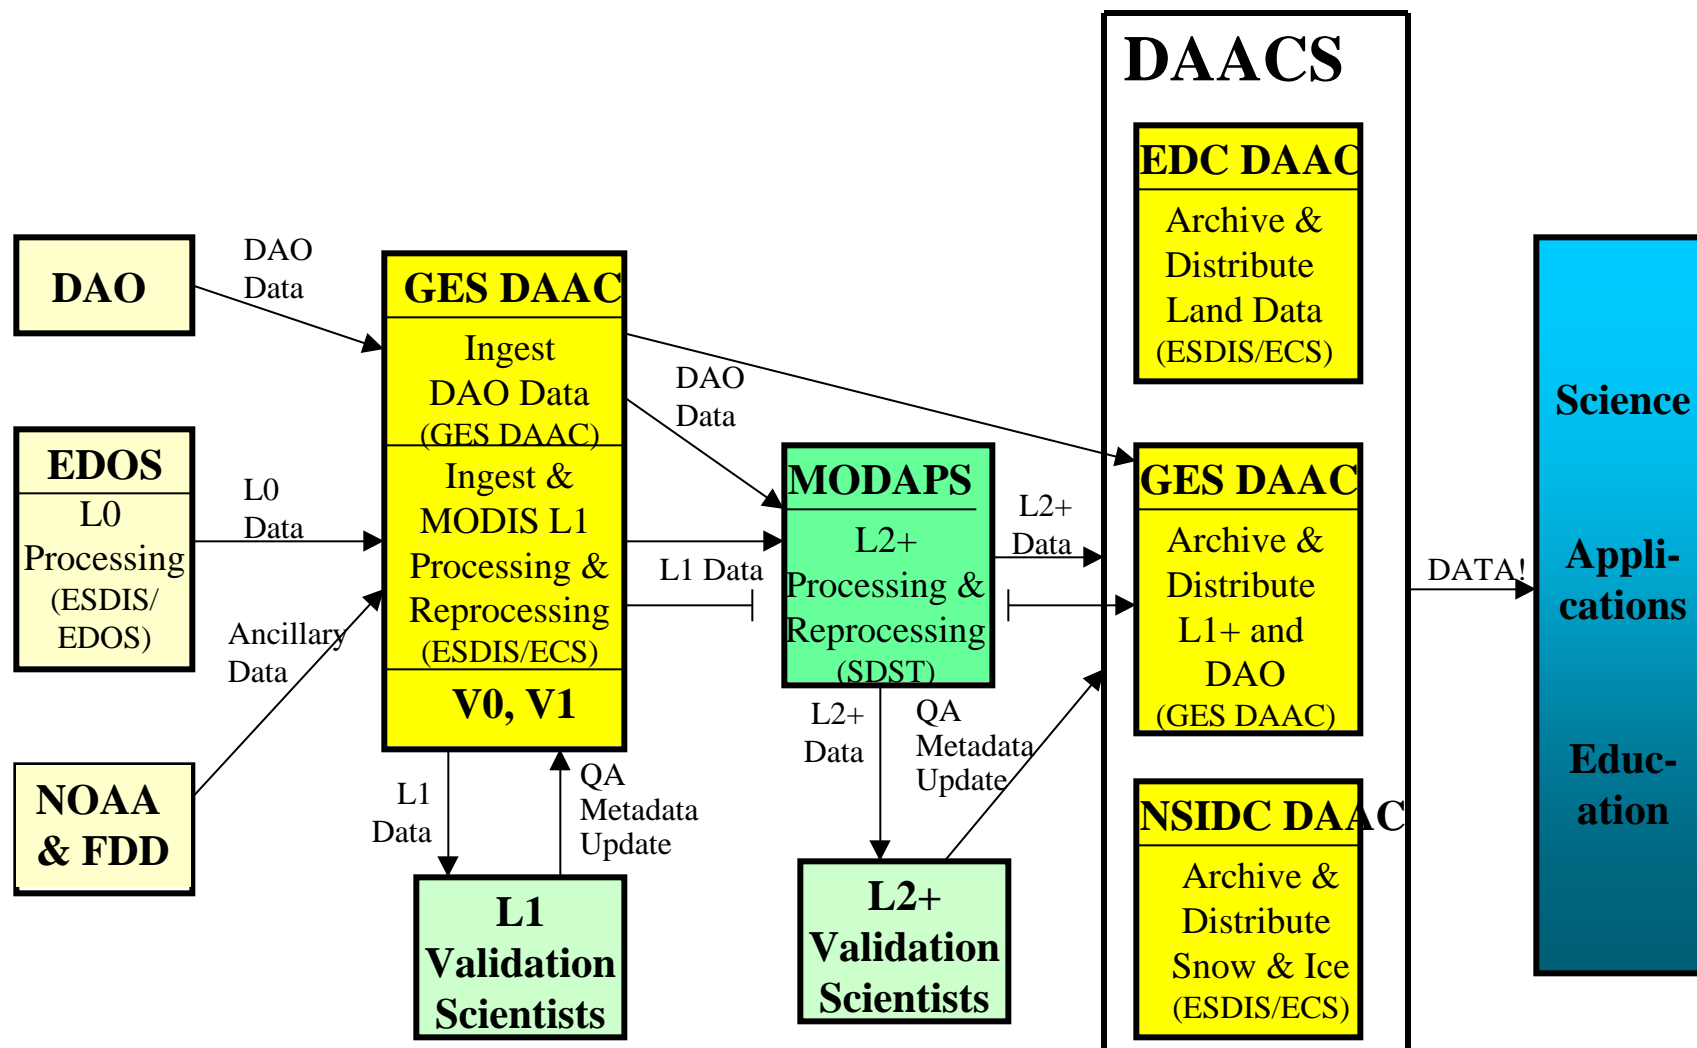 DAACS
EDC DAAC
Archive &
Distribute
Land Data
(ESDIS/ECS)
DAO
DAO
Data
GES DAAC
Ingest
DAO Data
(GES DAAC)
Ingest &
MODIS L1
Processing &
Reprocessing
(ESDIS/ECS)
V0, V1
DAO
Data
EDOS
L0
Processing
(ESDIS/
EDOS)
L0
Data
Ancillary
Data
NOAA
& FDD
L1 Data
MODAPS
L2+
Processing &
Reprocessing
(SDST)
L2+
Data
GES DAAC
Archive &
Distribute
L1+ and
DAO
(GES DAAC)
DATA!
Science
Appli-
cations
Educ-
ation
L1
Data
QA
Metadata
Update
L2+
Data
QA
Metadata
Update
L1
Validation
Scientists
L2+
Validation
Scientists
NSIDC DAAC
Archive &
Distribute
Snow & Ice
(ESDIS/ECS)